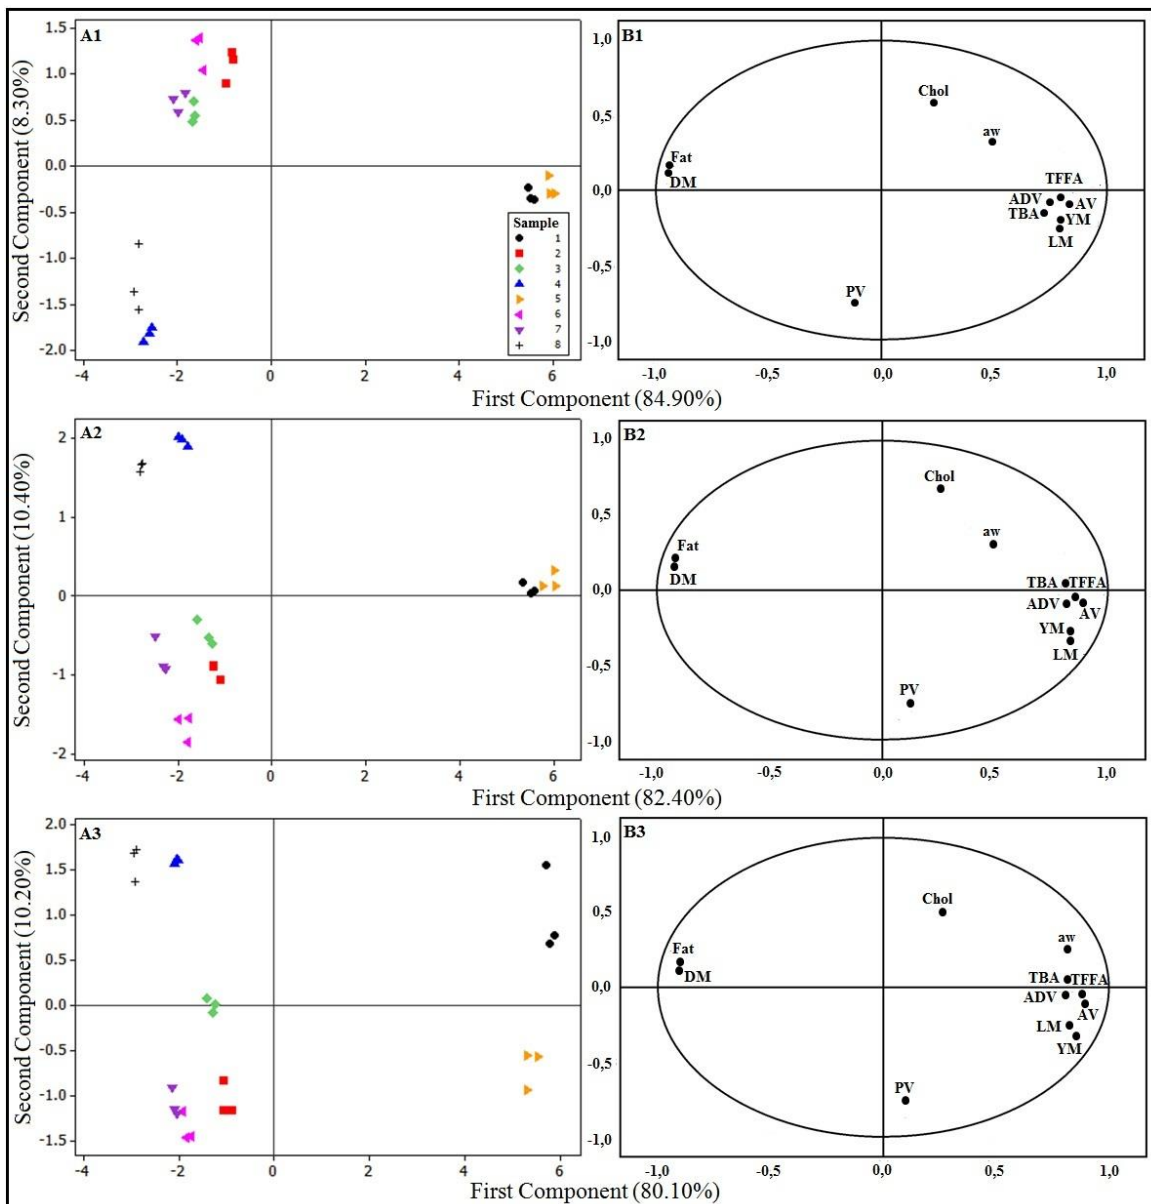 A1
Second Component (8.30%)
1.5
1.0
0.5
0.0
-0.5
-1.0
-1.5
-2.0
-4
-2
0
2
4
6
Sample
1
2
3
4
5
6
7
8
B1
1,0
0,5
0,0
-0,5
-1,0
Chol
aw
Fat
DM
TFFA
ADV
AV
TBA
YM
LM
PV
-1,0
-0,5
0,0
0,5
1,0
First Component (84.90%)
A2
Second Component (10.40%)
2
1
0
-1
-2
-4
-2
0
2
4
6
B2
1,0
0,5
0,0
-0,5
-1,0
Chol
aw
Fat
DM
TBA
TFFA
ADV
AV
YM
LM
PV
-1,0
-0,5
0,0
0,5
1,0
First Component (82.40%)
A3
Second Component (10.20%)
2.0
1.5
1.0
0.5
0.0
-0.5
-1.0
-1.5
-4
-2
0
2
4
6
B3
1,0
0,5
0,0
-0,5
-1,0
Chol
aw
Fat
DM
TBA
TFFA
ADV
AV
LM
YM
PV
-1,0
-0,5
0,0
0,5
1,0
First Component (80.10%)